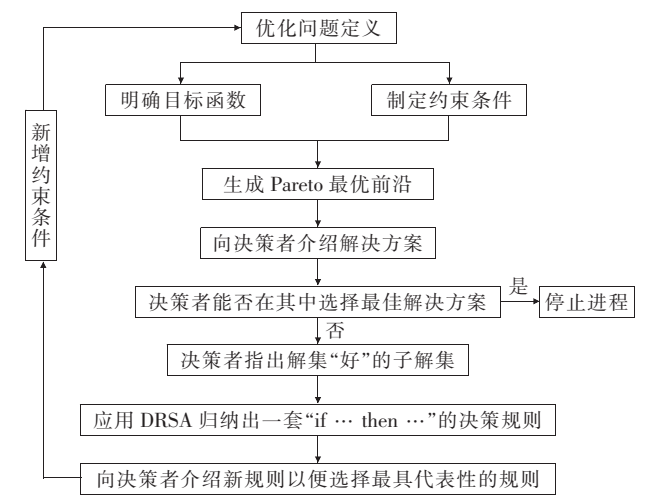 优化问题定义
明确目标函数
制定约束条件
新增约束条件
生成 Pareto 最优前沿
向决策者介绍解决方案
决策者能否在其中选择最佳解决方案
是
停止进程
否
决策者指出解集“好”的子解集
应用 DRSA 归纳出一套“if … then …”的决策规则
向决策者介绍新规则以便选择最具代表性的规则